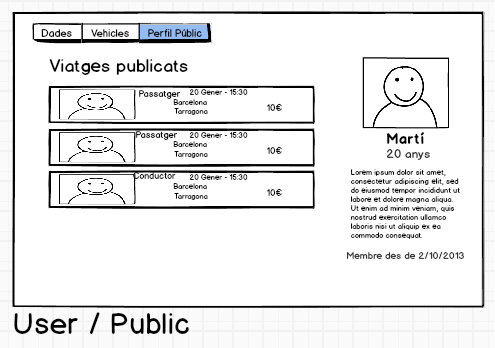 Dades Vehicles Perfil Públic
Viatges publicats
Passatger 20 Gener - 15:30
Barcelona
Tarragona
10€
Passatger 20 Gener - 15:30
Barcelona
Tarragona
10€
Conductor 20 Gener - 15:30
Barcelona
Tarragona
10€
Martí
20 anys
Lorem ipsum dolor sit amet,
consectetur adipiscing elit, sed
do eiusmod tempor incididunt ut
labore et dolore magna aliqua.
Ut enim ad minim veniam, quis
nostrud exercitation ullamco
laboris nisi ut aliquip ex ea
commodo consequat.
Membre des de 2/10/2013
User / Public